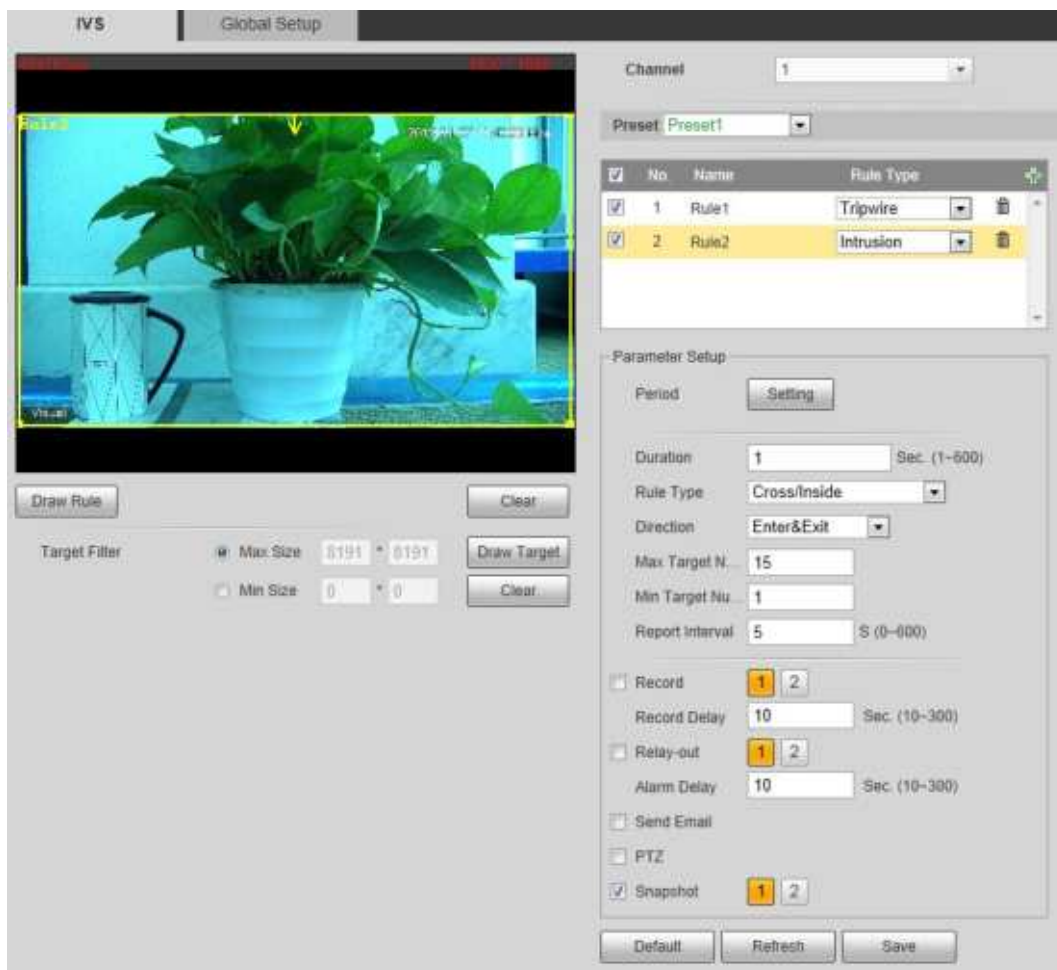 IVS Global Setup
Channel 1
Preset Preset1
No. Name Rule Type
1 Rule1 Tripwire
2 Rule2 Intrusion
Rule2
Visual
Draw Rule Clear
Target Filter Max Size 8191 * 8191 Draw Target
Min Size 0 * 0 Clear
Parameter Setup
Period Setting
Duration 1 Sec. (1~600)
Rule Type Cross/Inside
Direction Enter&Exit
Max Target N... 15
Min Target Nu... 1
Report Interval 5 S (0~600)
Record 1 2
Record Delay 10 Sec. (10~300)
Relay-out 1 2
Alarm Delay 10 Sec. (10~300)
Send Email
PTZ
Snapshot 1 2
Default Refresh Save